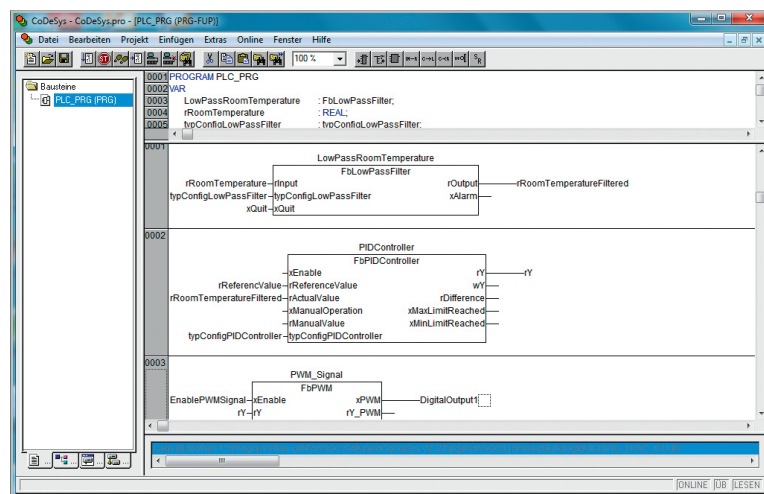 CoDeSys - CoDeSys.pro - [PLC_PRG (PRG-FUP)]
Datei Bearbeiten Projekt Einfügen Extras Online Fenster Hilfe
100 %
Bausteine
PLC_PRG (PRG)
0001 PROGRAM PLC_PRG
0002 VAR
0003 LowPassRoomTemperature : FbLowPassFilter;
0004 rRoomTemperature : REAL;
0005 typConfigLowPassFilter : typConfigLowPassFilter;
0001
LowPassRoomTemperature
FbLowPassFilter
rRoomTemperature rInput rOutput rRoomTemperatureFiltered
typConfigLowPassFilter typConfigLowPassFilter xAlarm
xQuit xQuit
0002
PIDController
FbPIDController
xEnable rY rY
rReferencValue rReferenceValue wY
rRoomTemperatureFiltered rActualValue rDifference
xManualOperation xMaxLimitReached
rManualValue xMinLimitReached
typConfigPIDController typConfigPIDController
0003
PWM_Signal
FbPWM
EnablePWMSignal xEnable xPWM DigitalOutput1
rY rY rY_PWM
ONLINE ÜB LESEN